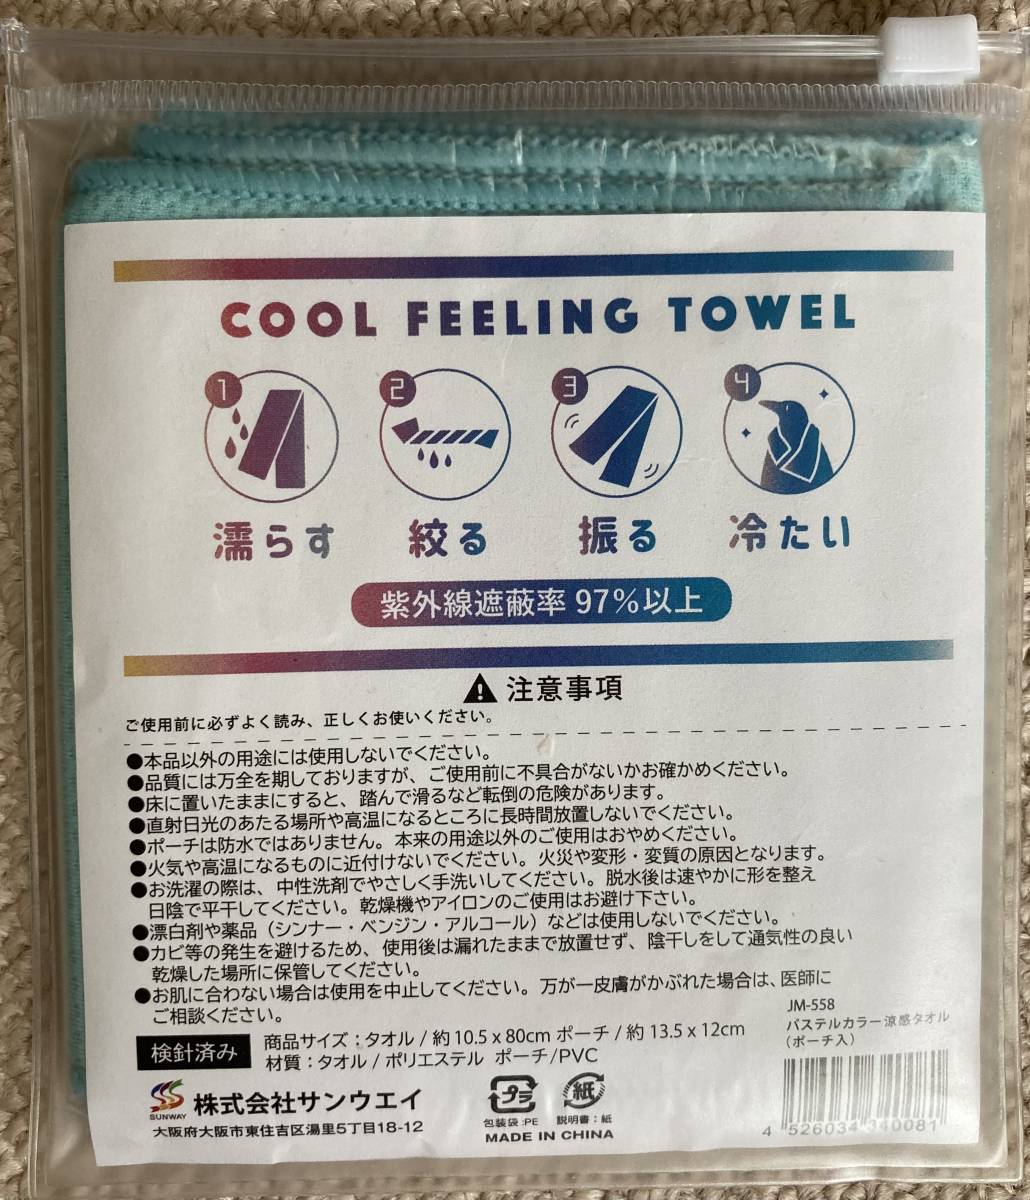 COOL FEELING TOWEL
1 2 3 4
濡らす 絞る 振る 冷たい
紫外線遮蔽率 97%以上
注意事項
ご使用前に必ずよく読み、正しくお使いください。
●本品以外の用途には使用しないでください。
●品質には万全を期しておりますが、ご使用前に不具合がないかお確かめください。
●床に置いたままにすると、踏んで滑るなど転倒の危険があります。
●直射日光のあたる場所や高温になるところに長時間放置しないでください。
●ポーチは防水ではありません。本来の用途以外のご使用はおやめください。
●火気や高温になるものに近付けないでください。火災や変形・変質の原因となります。
●お洗濯の際は、中性洗剤でやさしく手洗いしてください。脱水後は速やかに形を整え
日陰で平干してください。乾燥機やアイロンのご使用はお避け下さい。
●漂白剤や薬品（シンナー・ベンジン・アルコール）などは使用しないでください。
●カビ等の発生を避けるため、使用後は漏れたままで放置せず、陰干しをして通気性の良い
乾燥した場所に保管してください。
●お肌に合わない場合は使用を中止してください。万が一皮膚がかぶれた場合は、医師に
ご相談ください。
検針済み
商品サイズ：タオル / 約 10.5 x 80cm ポーチ / 約 13.5 x 12cm
材質：タオル / ポリエステル ポーチ/PVC
JM-558
パステルカラー涼感タオル
（ポーチ入）
SUNWAY
株式会社サンウエイ
大阪府大阪市東住吉区湯里5丁目18-12
プラ
包装袋:PE
紙
説明書：紙
MADE IN CHINA
4 526034 340081